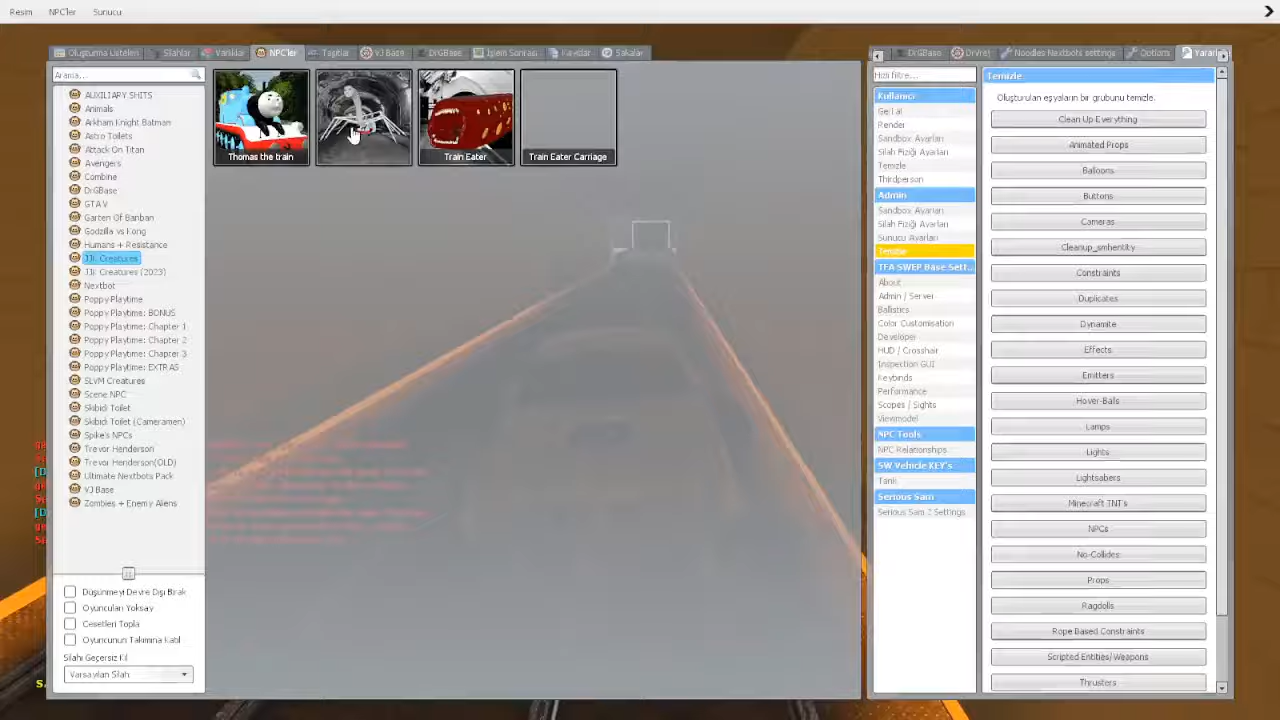 Resim NPC'ler Sunucu
Oluşturma Listeleri Silahlar Varlıklar NPC'ler Taşıtlar VJ Base DrGBase İşlem Sonrası Kayıtlar
DrGBase Noodles Nextbots settings Options
Arama...
AUXILIARY SHITS
Animals
Arkham Knight Batman
Astro Toilets
Attack On Titan
Avengers
Combine
DrGBase
GTA V
Garten Of Banban
Godzilla vs Kong
Humans + Resistance
JJK Creatures
JJK Creatures (2023)
Nextbot
Poppy Playtime
Poppy Playtime: BONUS
Poppy Playtime: Chapter 1
Poppy Playtime: Chapter 2
Poppy Playtime: Chapter 3
Poppy Playtime: EXTRAS
SLVM Creatures
Scene NPC
Skibidi Toilet
Skibidi Toilet (Cameramen)
Spike's NPCs
Trevor Henderson
Trevor Henderson(OLD)
Ultimate Nextbots Pack
VJ Base
Zombies + Enemy Aliens
Düşünmeyi Devre Dışı Bırak
Oyuncuları Yoksay
Cesetleri Topla
Oyuncunun Takımına Katıl
Silahı Geçersiz Kıl
Varsayılan Silah
Thomas the train
Train Eater
Train Eater Carriage
Hızlı filtre...
Kullanıcı
Geri al
Render
Sandbox Ayarları
Silah Fiziği Ayarları
Temizle
Thirdperson
Admin
Sandbox Ayarları
Silah Fiziği Ayarları
Sunucu Ayarları
Temizle
TFA SWEP Base Sett...
About
Admin / Server
Ballistics
Color Customisation
Developer
HUD / Crosshair
Inspection GUI
Keybinds
Performance
Scopes / Sights
Viewmodel
NPC Tools
NPC Relationships
SW Vehicle KEY's
Serious Sam
Serious Sam 2 Settings
Temizle
Oluşturulan eşyaların bir grubunu temizle.
Clean Up Everything
Animated Props
Balloons
Buttons
Cameras
Cleanup_smhentity
Constraints
Duplicates
Dynamite
Effects
Emitters
Hover-Balls
Lamps
Lights
Lightsabers
Minecraft TNT's
NPCs
No-Collides
Props
Ragdolls
Rope Based Constraints
Scripted Entities/Weapons
Thrusters